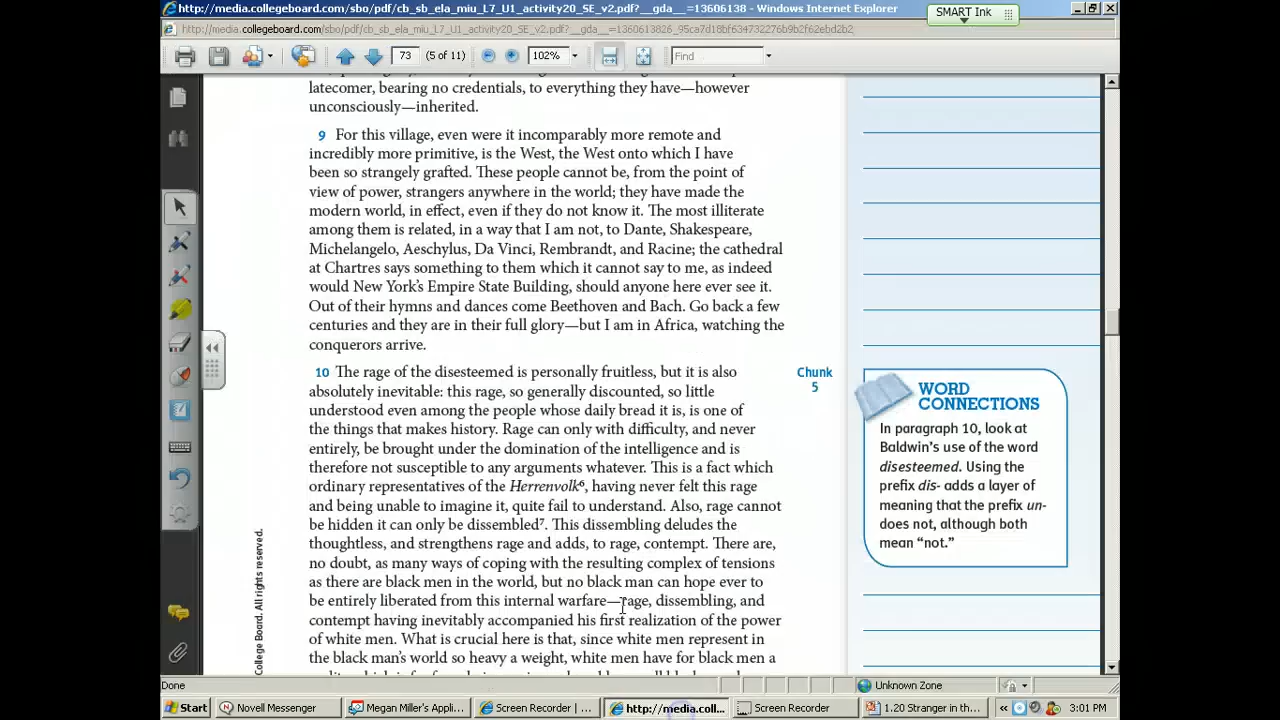 http://media.collegeboard.com/sbo/pdf/cb_sb_ela_miu_L7_U1_activity20_SE_v2.pdf?__gda__=13606138 - Windows Internet Explorer
SMART Ink
http://media.collegeboard.com/sbo/pdf/cb_sb_ela_miu_L7_U1_activity20_SE_v2.pdf?__gda__=1360613826_95ca7d18bf634732276b9b2f62ebd2b2
73 (5 of 11) 102% Find
latecomer, bearing no credentials, to everything they have—however
unconsciously—inherited.
9 For this village, even were it incomparably more remote and
incredibly more primitive, is the West, the West onto which I have
been so strangely grafted. These people cannot be, from the point of
view of power, strangers anywhere in the world; they have made the
modern world, in effect, even if they do not know it. The most illiterate
among them is related, in a way that I am not, to Dante, Shakespeare,
Michelangelo, Aeschylus, Da Vinci, Rembrandt, and Racine; the cathedral
at Chartres says something to them which it cannot say to me, as indeed
would New York's Empire State Building, should anyone here ever see it.
Out of their hymns and dances come Beethoven and Bach. Go back a few
centuries and they are in their full glory—but I am in Africa, watching the
conquerors arrive.
10 The rage of the disesteemed is personally fruitless, but it is also
absolutely inevitable: this rage, so generally discounted, so little
understood even among the people whose daily bread it is, is one of
the things that makes history. Rage can only with difficulty, and never
entirely, be brought under the domination of the intelligence and is
therefore not susceptible to any arguments whatever. This is a fact which
ordinary representatives of the Herrenvolk⁶, having never felt this rage
and being unable to imagine it, quite fail to understand. Also, rage cannot
be hidden it can only be dissembled⁷. This dissembling deludes the
thoughtless, and strengthens rage and adds, to rage, contempt. There are,
no doubt, as many ways of coping with the resulting complex of tensions
as there are black men in the world, but no black man can hope ever to
be entirely liberated from this internal warfare—rage, dissembling, and
contempt having inevitably accompanied his first realization of the power
of white men. What is crucial here is that, since white men represent in
the black man's world so heavy a weight, white men have for black men a
Chunk
5
WORD
CONNECTIONS
In paragraph 10, look at
Baldwin's use of the word
disesteemed. Using the
prefix dis- adds a layer of
meaning that the prefix un-
does not, although both
mean “not.”
College Board. All rights reserved.
Done
Unknown Zone
Start
Novell Messenger
Megan Miller's Appli...
Screen Recorder | ...
http://media.coll...
Screen Recorder
1.20 Stranger in th...
3:01 PM